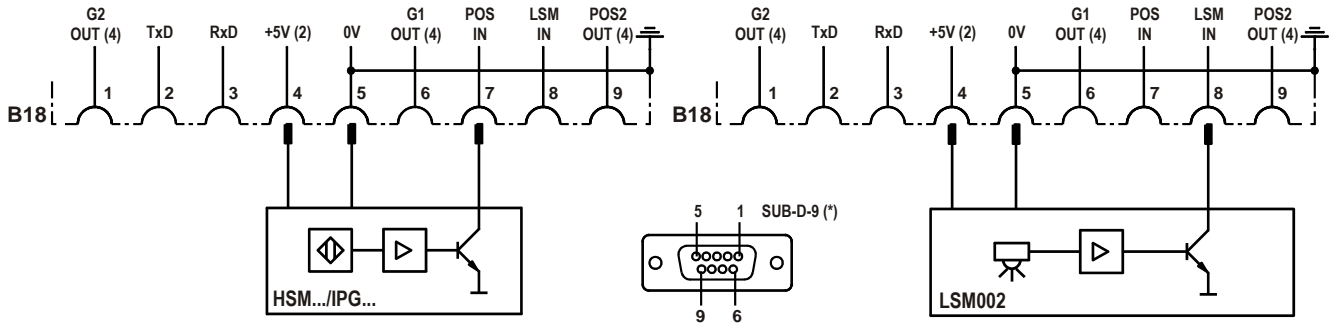 G2 OUT (4) TxD RxD +5V (2) 0V G1 OUT (4) POS IN LSM IN POS2 OUT (4)
1 2 3 4 5 6 7 8 9
B18
HSM.../IPG...
5 1 SUB-D-9 (*)
9 6
G2 OUT (4) TxD RxD +5V (2) 0V G1 OUT (4) POS IN LSM IN POS2 OUT (4)
1 2 3 4 5 6 7 8 9
B18
LSM002